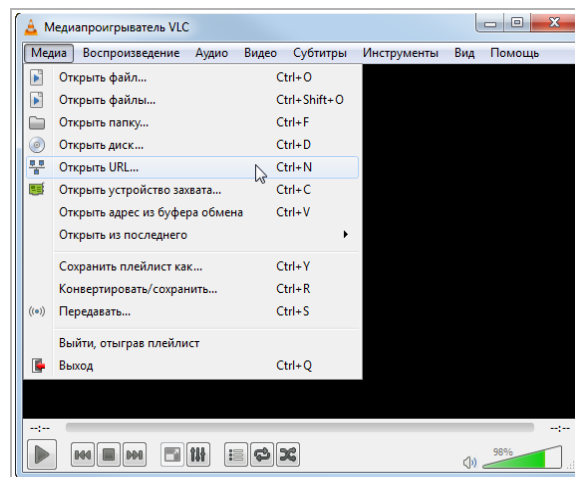 Медиапроигрыватель VLC
Медиа Воспроизведение Аудио Видео Субтитры Инструменты Вид Помощь
Открыть файл... Ctrl+O
Открыть файлы... Ctrl+Shift+O
Открыть папку... Ctrl+F
Открыть диск... Ctrl+D
Открыть URL... Ctrl+N
Открыть устройство захвата... Ctrl+C
Открыть адрес из буфера обмена Ctrl+V
Открыть из последнего
Сохранить плейлист как... Ctrl+Y
Конвертировать/сохранить... Ctrl+R
Передавать... Ctrl+S
Выйти, отыграв плейлист
Выход Ctrl+Q
--:-- --:--
98%